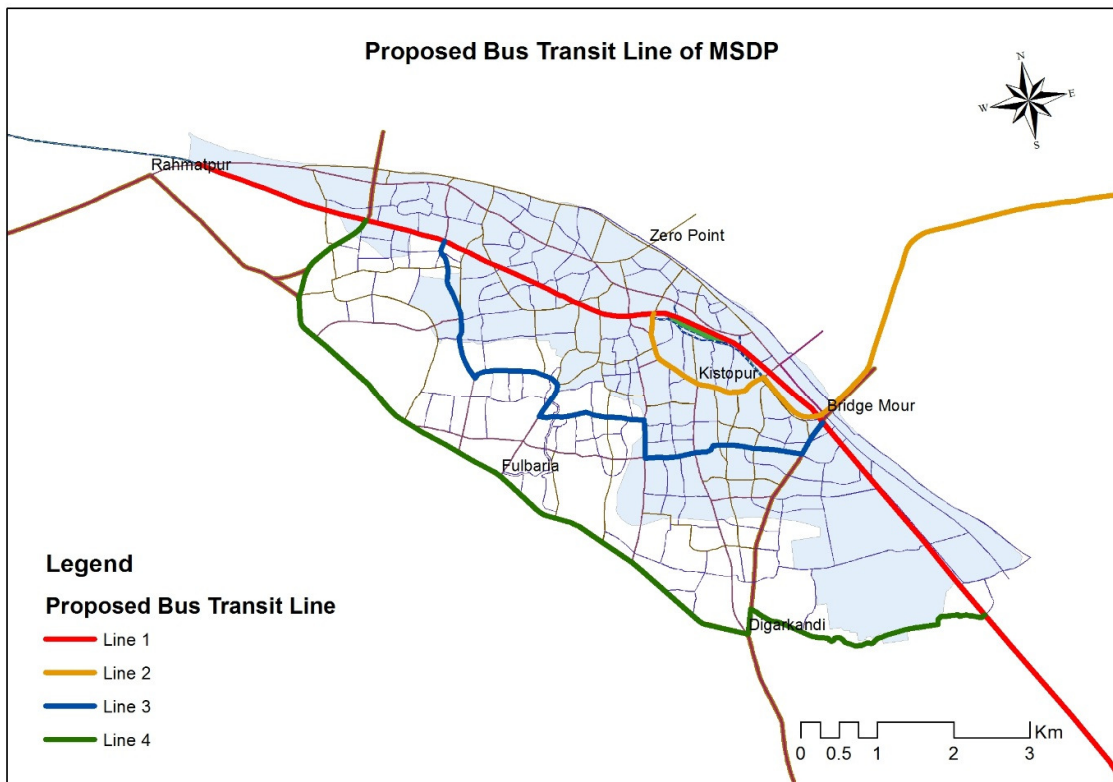 Proposed Bus Transit Line of MSDP
N
W
E
S
Rahmatpur
Zero Point
Kistopur
Bridge Mour
Fulbaria
Digarkandi
Legend
Proposed Bus Transit Line
Line 1
Line 2
Line 3
Line 4
Km
0 0.5 1 2 3